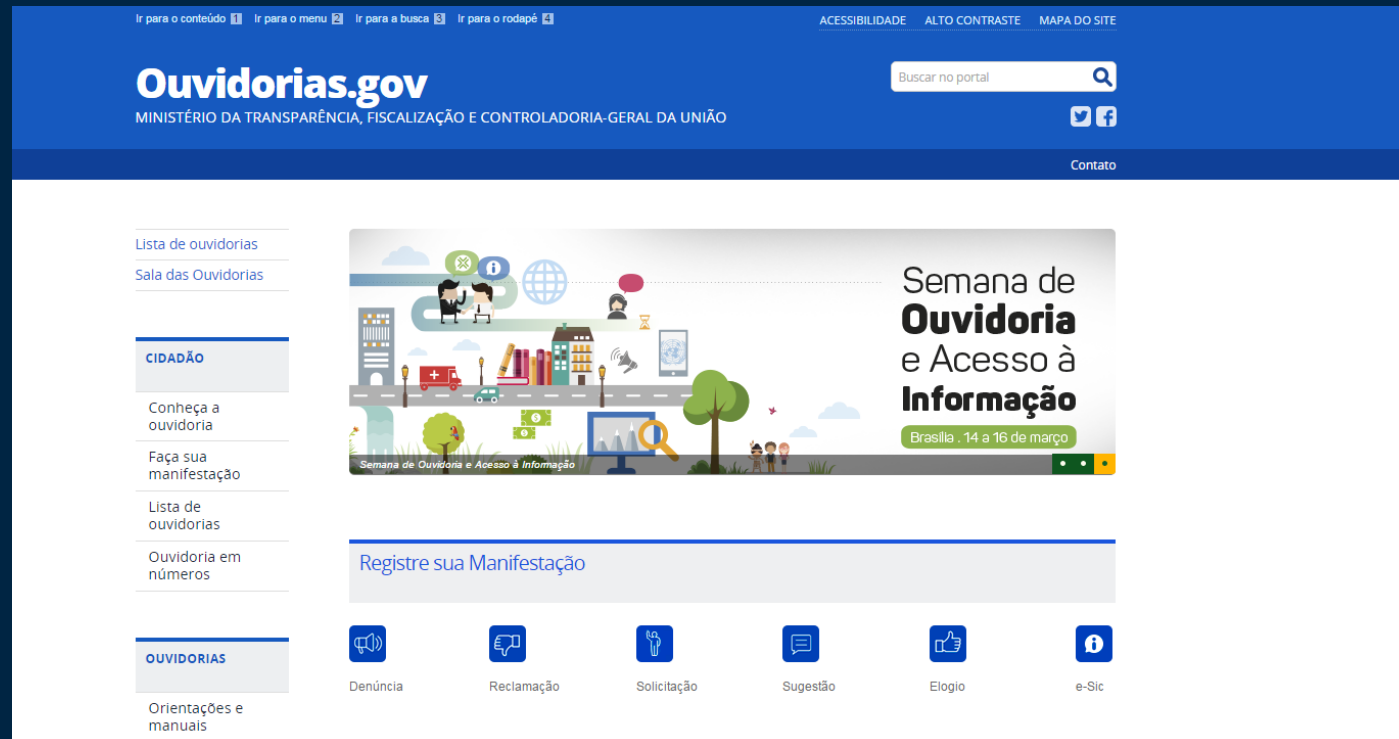 Ir para o conteúdo 1 Ir para o menu 2 Ir para a busca 3 Ir para o rodapé 4
ACESSIBILIDADE ALTO CONTRASTE MAPA DO SITE
Ouvidorias.gov
MINISTÉRIO DA TRANSPARÊNCIA, FISCALIZAÇÃO E CONTROLADORIA-GERAL DA UNIÃO
Buscar no portal
Contato
Lista de ouvidorias
Sala das Ouvidorias
CIDADÃO
Conheça a
ouvidoria
Faça sua
manifestação
Lista de
ouvidorias
Ouvidoria em
números
OUVIDORIAS
Orientações e
manuais
Semana de
Ouvidoria
e Acesso à
Informação
Brasília . 14 a 16 de março
Semana de Ouvidoria e Acesso à Informação
Registre sua Manifestação
Denúncia
Reclamação
Solicitação
Sugestão
Elogio
e-Sic